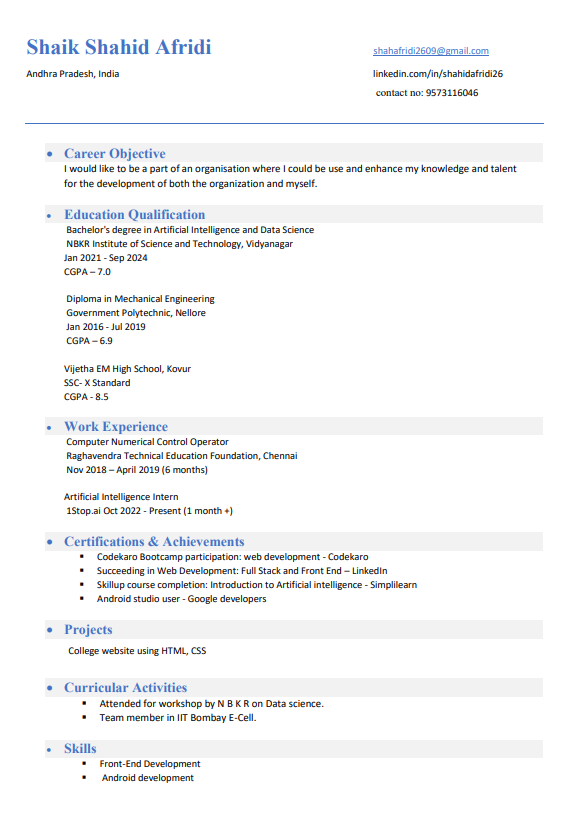 Shaik Shahid Afridi
shahafridi2609@gmail.com
Andhra Pradesh, India
linkedin.com/in/shahidafridi26
contact no: 9573116046
• Career Objective
I would like to be a part of an organisation where I could be use and enhance my knowledge and talent
for the development of both the organization and myself.
• Education Qualification
Bachelor's degree in Artificial Intelligence and Data Science
NBKR Institute of Science and Technology, Vidyanagar
Jan 2021 - Sep 2024
CGPA – 7.0
Diploma in Mechanical Engineering
Government Polytechnic, Nellore
Jan 2016 - Jul 2019
CGPA – 6.9
Vijetha EM High School, Kovur
SSC- X Standard
CGPA - 8.5
• Work Experience
Computer Numerical Control Operator
Raghavendra Technical Education Foundation, Chennai
Nov 2018 – April 2019 (6 months)
Artificial Intelligence Intern
1Stop.ai Oct 2022 - Present (1 month +)
• Certifications & Achievements
▪ Codekaro Bootcamp participation: web development - Codekaro
▪ Succeeding in Web Development: Full Stack and Front End – LinkedIn
▪ Skillup course completion: Introduction to Artificial intelligence - Simplilearn
▪ Android studio user - Google developers
• Projects
College website using HTML, CSS
• Curricular Activities
▪ Attended for workshop by N B K R on Data science.
▪ Team member in IIT Bombay E-Cell.
• Skills
▪ Front-End Development
▪ Android development